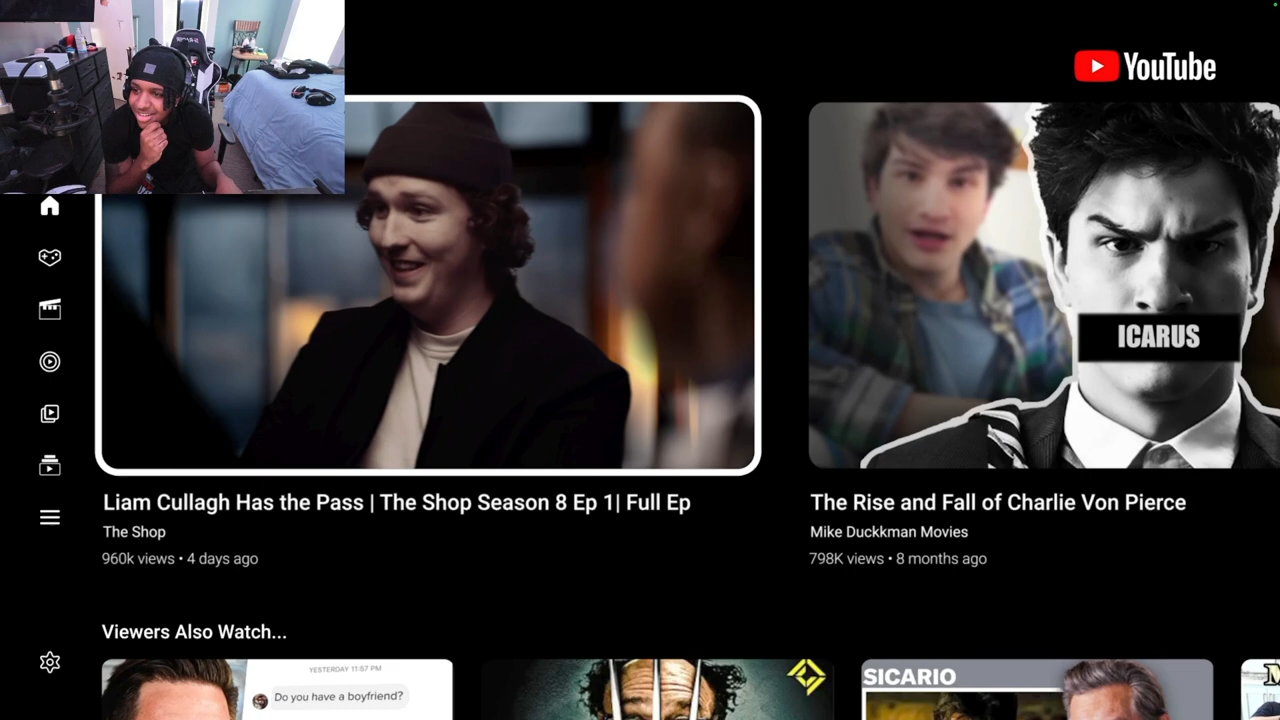 YouTube
ICARUS
Liam Cullagh Has the Pass | The Shop Season 8 Ep 1| Full Ep
The Shop
960k views • 4 days ago
The Rise and Fall of Charlie Von Pierce
Mike Duckkman Movies
798K views • 8 months ago
Viewers Also Watch...
YESTERDAY 11:57 PM
Do you have a boyfriend?
SICARIO